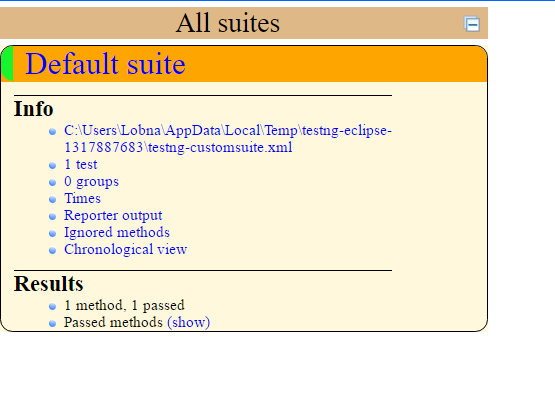 All suites
Default suite
Info
C:\Users\Lobna\AppData\Local\Temp\testng-eclipse-
1317887683\testng-customsuite.xml
1 test
0 groups
Times
Reporter output
Ignored methods
Chronological view
Results
1 method, 1 passed
Passed methods (show)